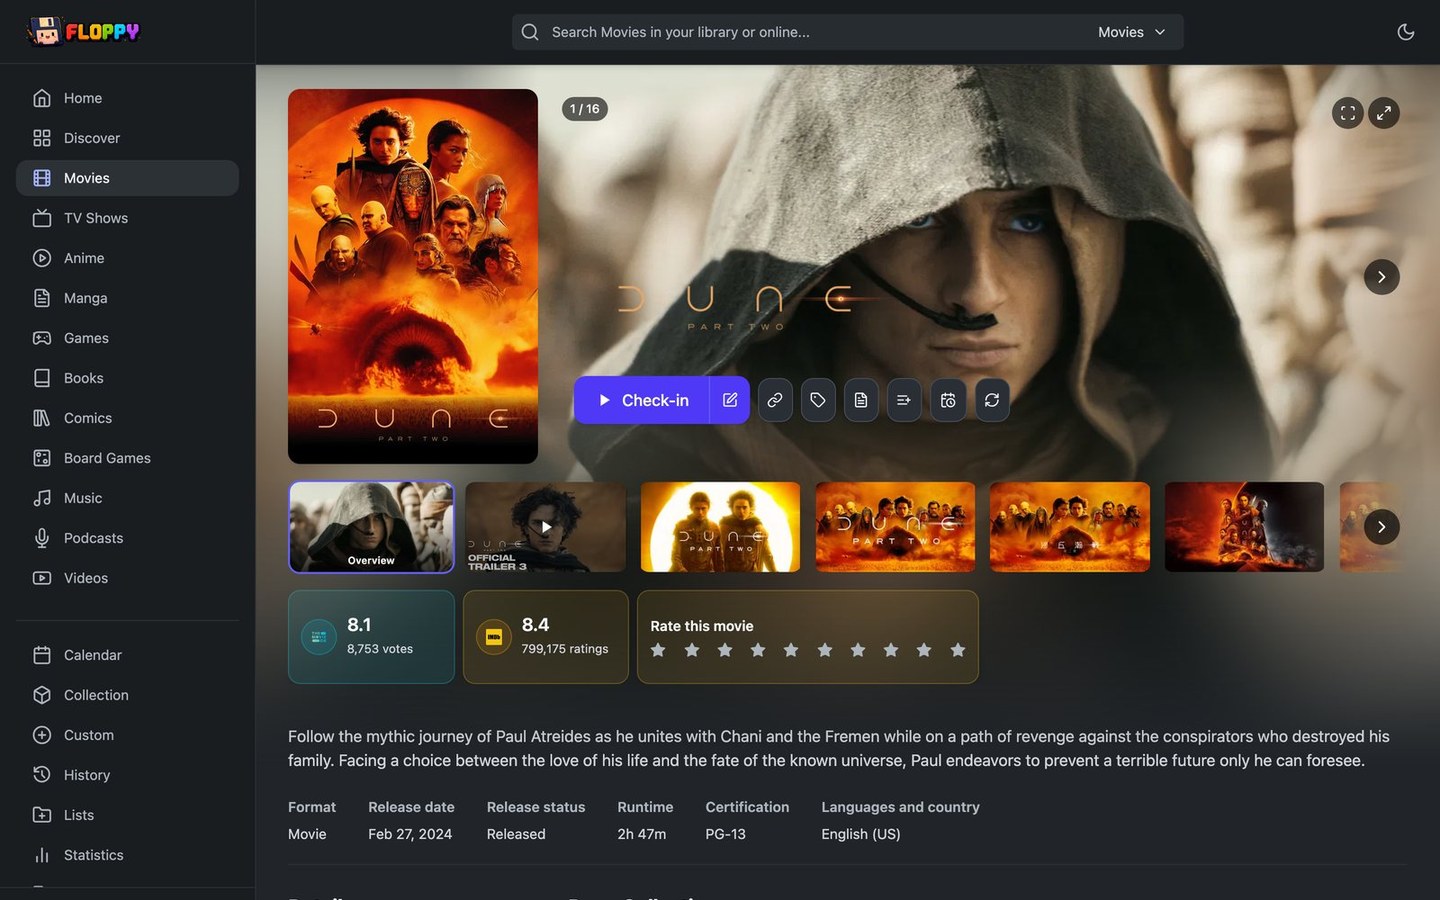 FLOPPY
Search Movies in your library or online...
Movies
Home
Discover
Movies
TV Shows
Anime
Manga
Games
Books
Comics
Board Games
Music
Podcasts
Videos
Calendar
Collection
Custom
History
Lists
Statistics
DUNE
PART TWO
1 / 16
DUNE
PART TWO
Check-in
Overview
DUNE
OFFICIAL
TRAILER 3
DUNE
PART TWO
DUNE
PART TWO
8.1
8,753 votes
IMDb
8.4
799,175 ratings
Rate this movie
Follow the mythic journey of Paul Atreides as he unites with Chani and the Fremen while on a path of revenge against the conspirators who destroyed his
family. Facing a choice between the love of his life and the fate of the known universe, Paul endeavors to prevent a terrible future only he can foresee.
Format
Movie
Release date
Feb 27, 2024
Release status
Released
Runtime
2h 47m
Certification
PG-13
Languages and country
English (US)